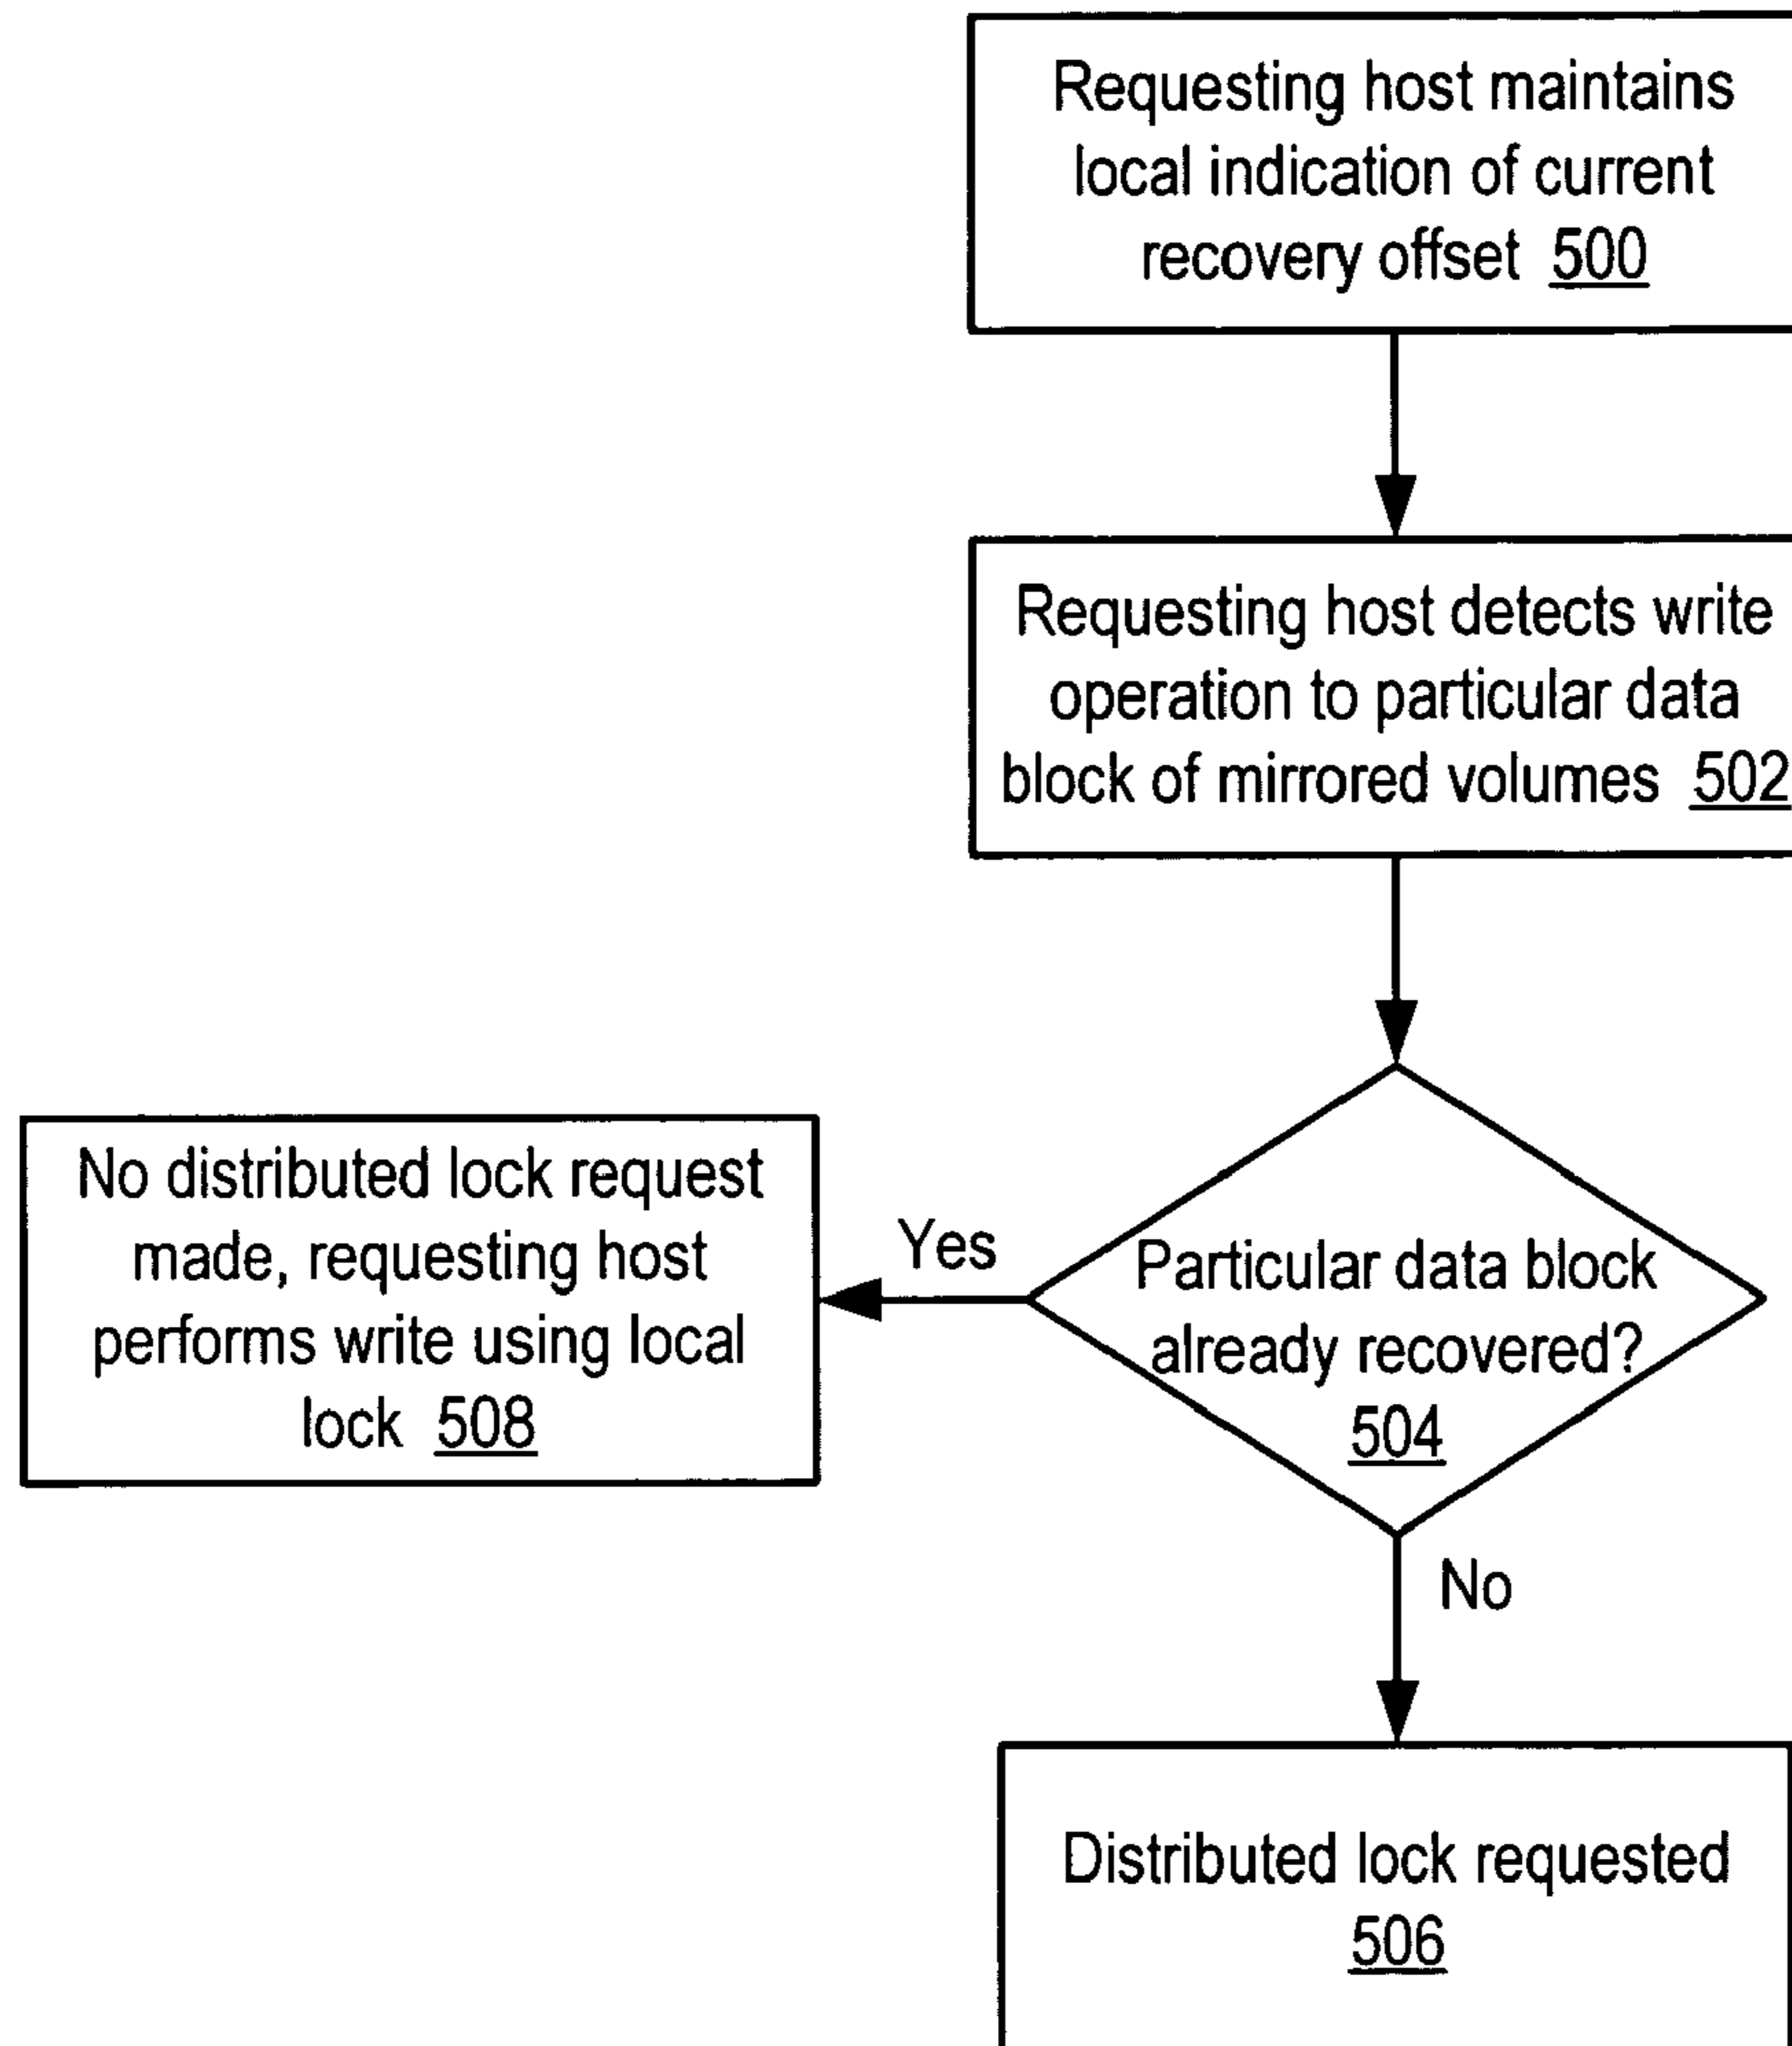 Requesting host maintains
local indication of current
recovery offset 500
Requesting host detects write
operation to particular data
block of mirrored volumes 502
No distributed lock request
made, requesting host
performs write using local
lock 508
Yes
Particular data block
already recovered?
504
No
Distributed lock requested
506